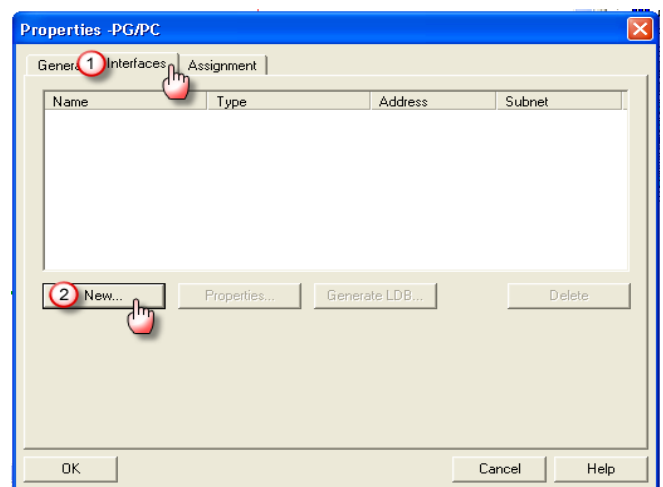 Properties -PG/PC
General 1 Interfaces Assignment
Name Type Address Subnet
2 New... Properties... Generate LDB... Delete
OK Cancel Help